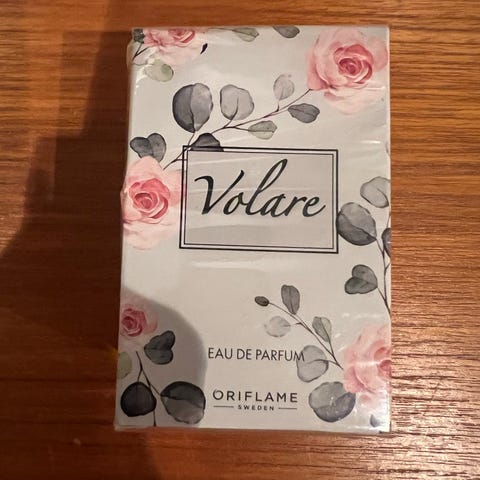 Volare
EAU DE PARFUM
ORIFLAME
SWEDEN